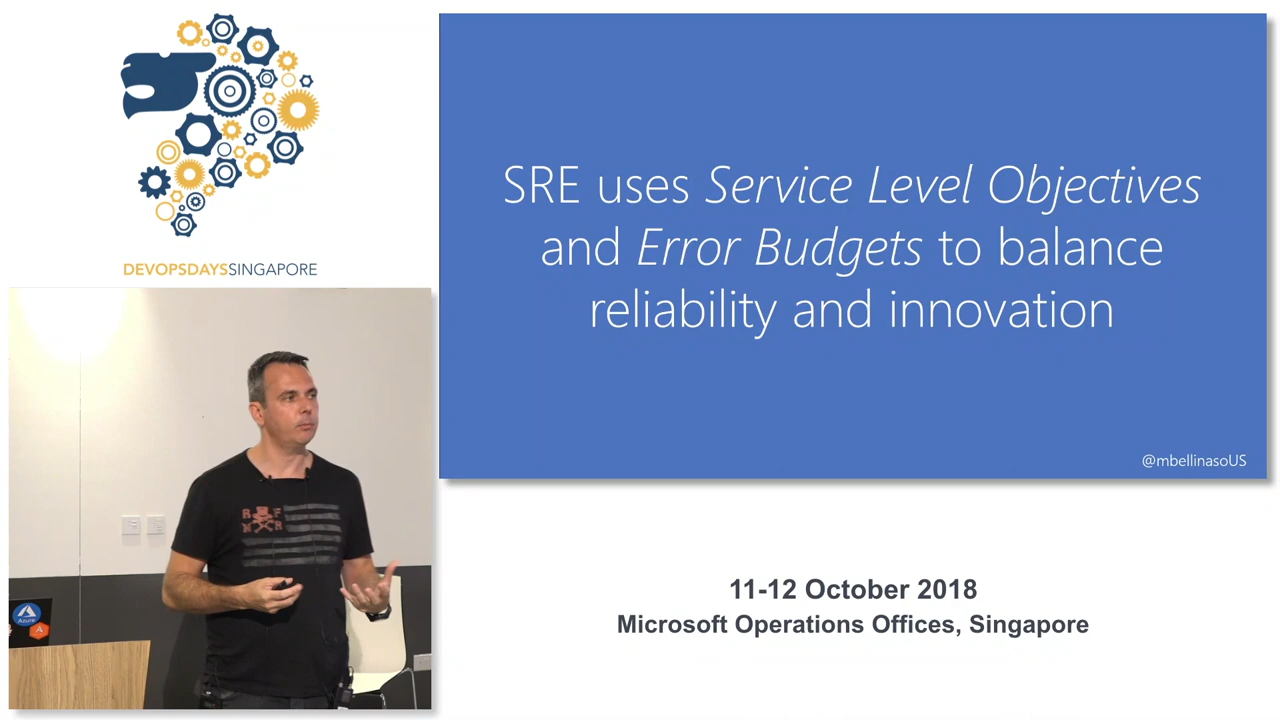 DEVOPSDAYSSINGAPORE
SRE uses Service Level Objectives
and Error Budgets to balance
reliability and innovation
@mbellinasoUS
R F
Azure
11-12 October 2018
Microsoft Operations Offices, Singapore